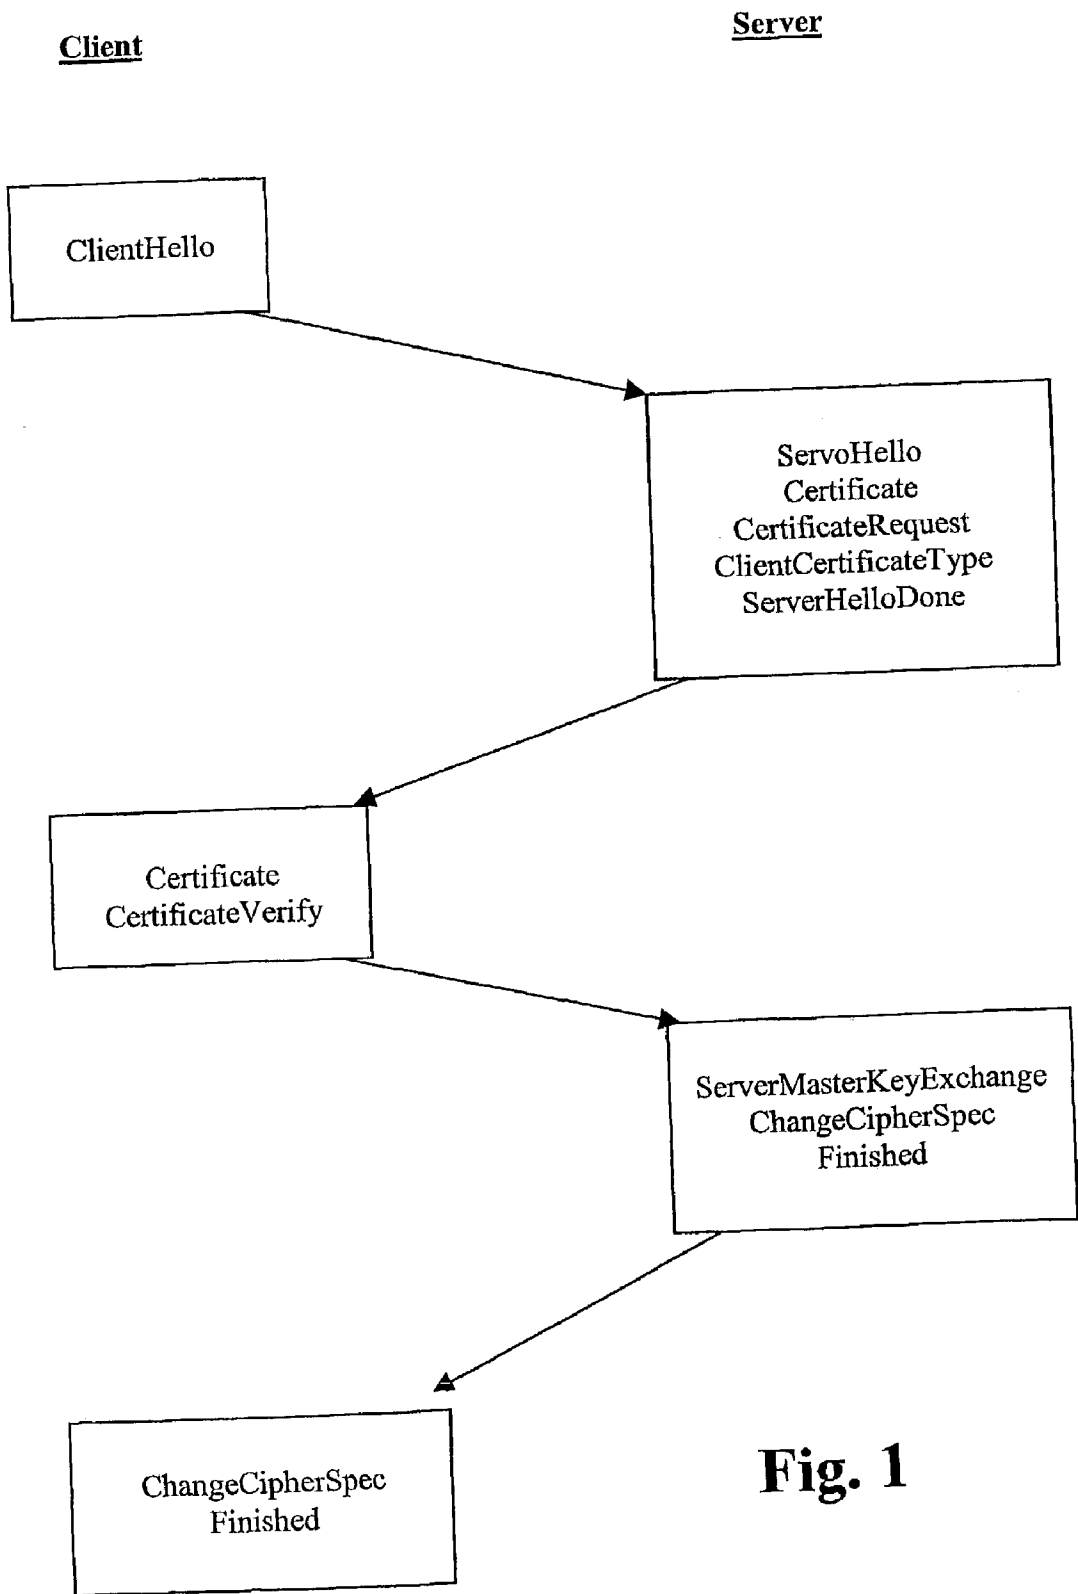 Client
Server
ClientHello
ServoHello
Certificate
CertificateRequest
ClientCertificateType
ServerHelloDone
Certificate
CertificateVerify
ServerMasterKeyExchange
ChangeCipherSpec
Finished
ChangeCipherSpec
Finished
Fig. 1